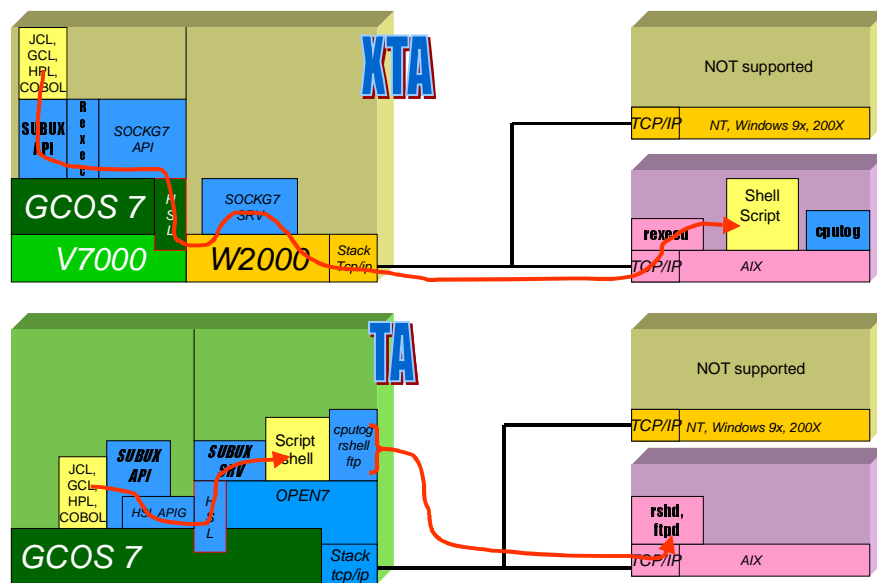 JCL,
GCL,
HPL,
COBOL
SUBUX
API
R
e
x
e
c
SOCKG7
API
XTA
GCOS 7
H
S
L
SOCKG7
SRV
V7000
W2000
Stack
Tcp/ip
NOT supported
TCP/IP
NT, Windows 9x, 200X
rexecd
Shell
Script
cputog
TCP/IP
AIX
TA
JCL,
GCL,
HPL,
COBOL
SUBUX
API
HSL APIG
SUBUX
SRV
Script
shell
cputog
rshell
ftp
H
S
L
OPEN7
GCOS 7
Stack
tcp/ip
NOT supported
TCP/IP
NT, Windows 9x, 200X
rshd,
ftpd
TCP/IP
AIX